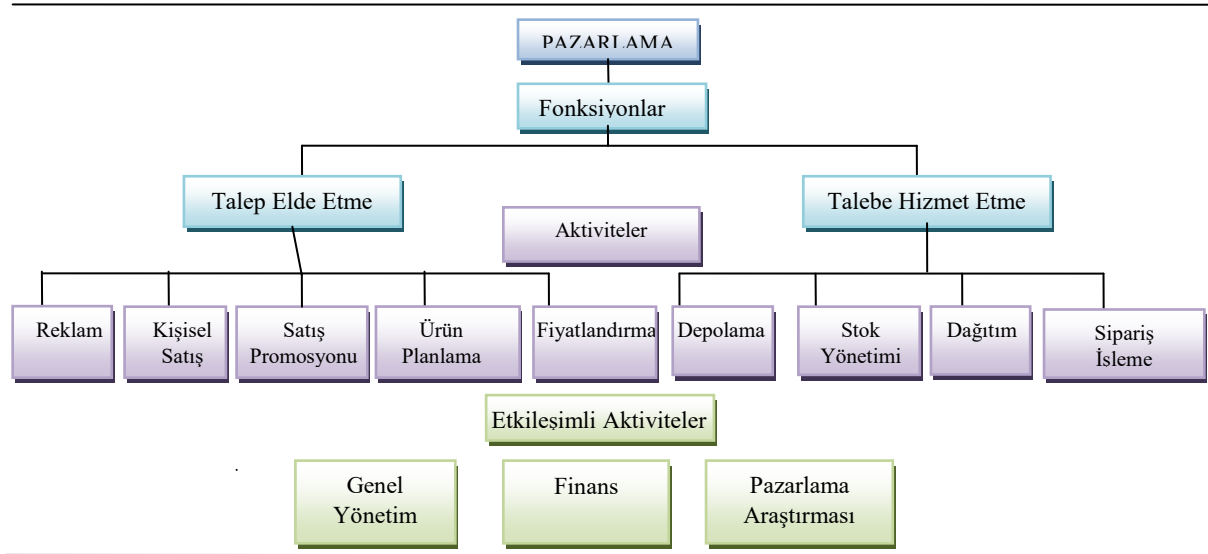 PAZARLAMA
Fonksiyonlar
Talep Elde Etme
Talebe Hizmet Etme
Aktiviteler
Reklam
Kişisel
Satış
Satış
Promosyonu
Ürün
Planlama
Fiyatlandırma
Depolama
Stok
Yönetimi
Dağıtım
Sipariş
İşleme
Etkileşimli Aktiviteler
Genel
Yönetim
Finans
Pazarlama
Araştırması